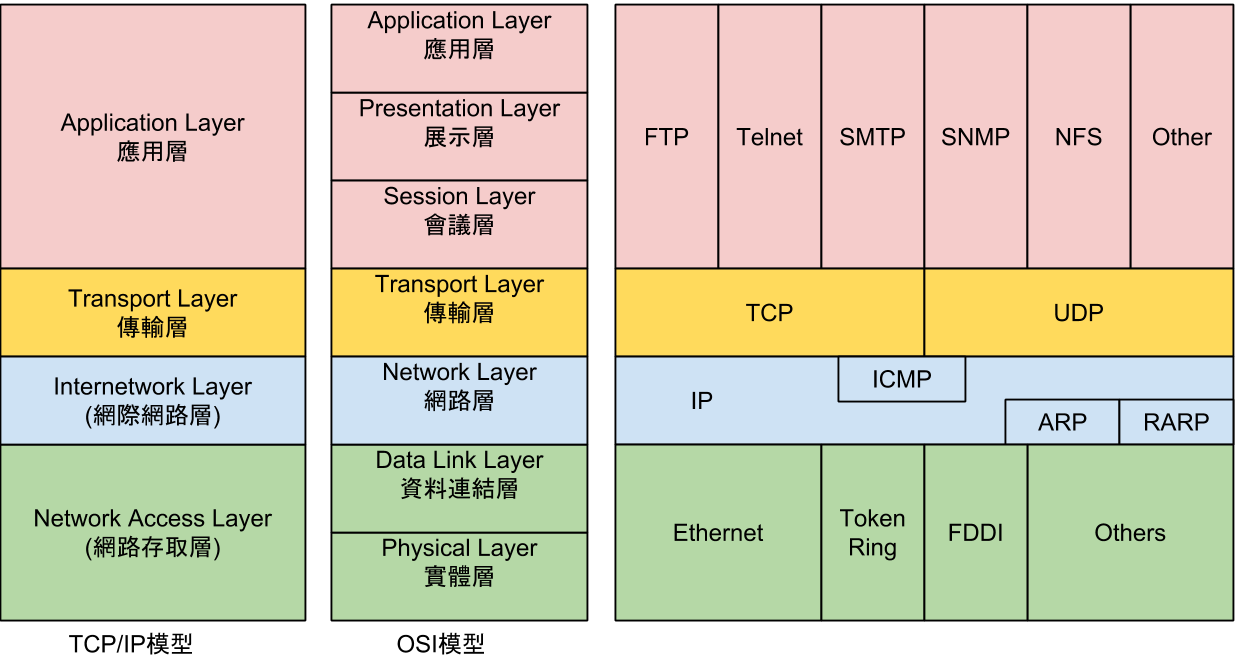 Application Layer
應用層
Transport Layer
傳輸層
Internetwork Layer
(網際網路層)
Network Access Layer
(網路存取層)
TCP/IP模型
Application Layer
應用層
Presentation Layer
展示層
Session Layer
會議層
Transport Layer
傳輸層
Network Layer
網路層
Data Link Layer
資料連結層
Physical Layer
實體層
OSI模型
FTP
Telnet
SMTP
SNMP
NFS
Other
TCP
UDP
IP
ICMP
ARP
RARP
Ethernet
Token
Ring
FDDI
Others